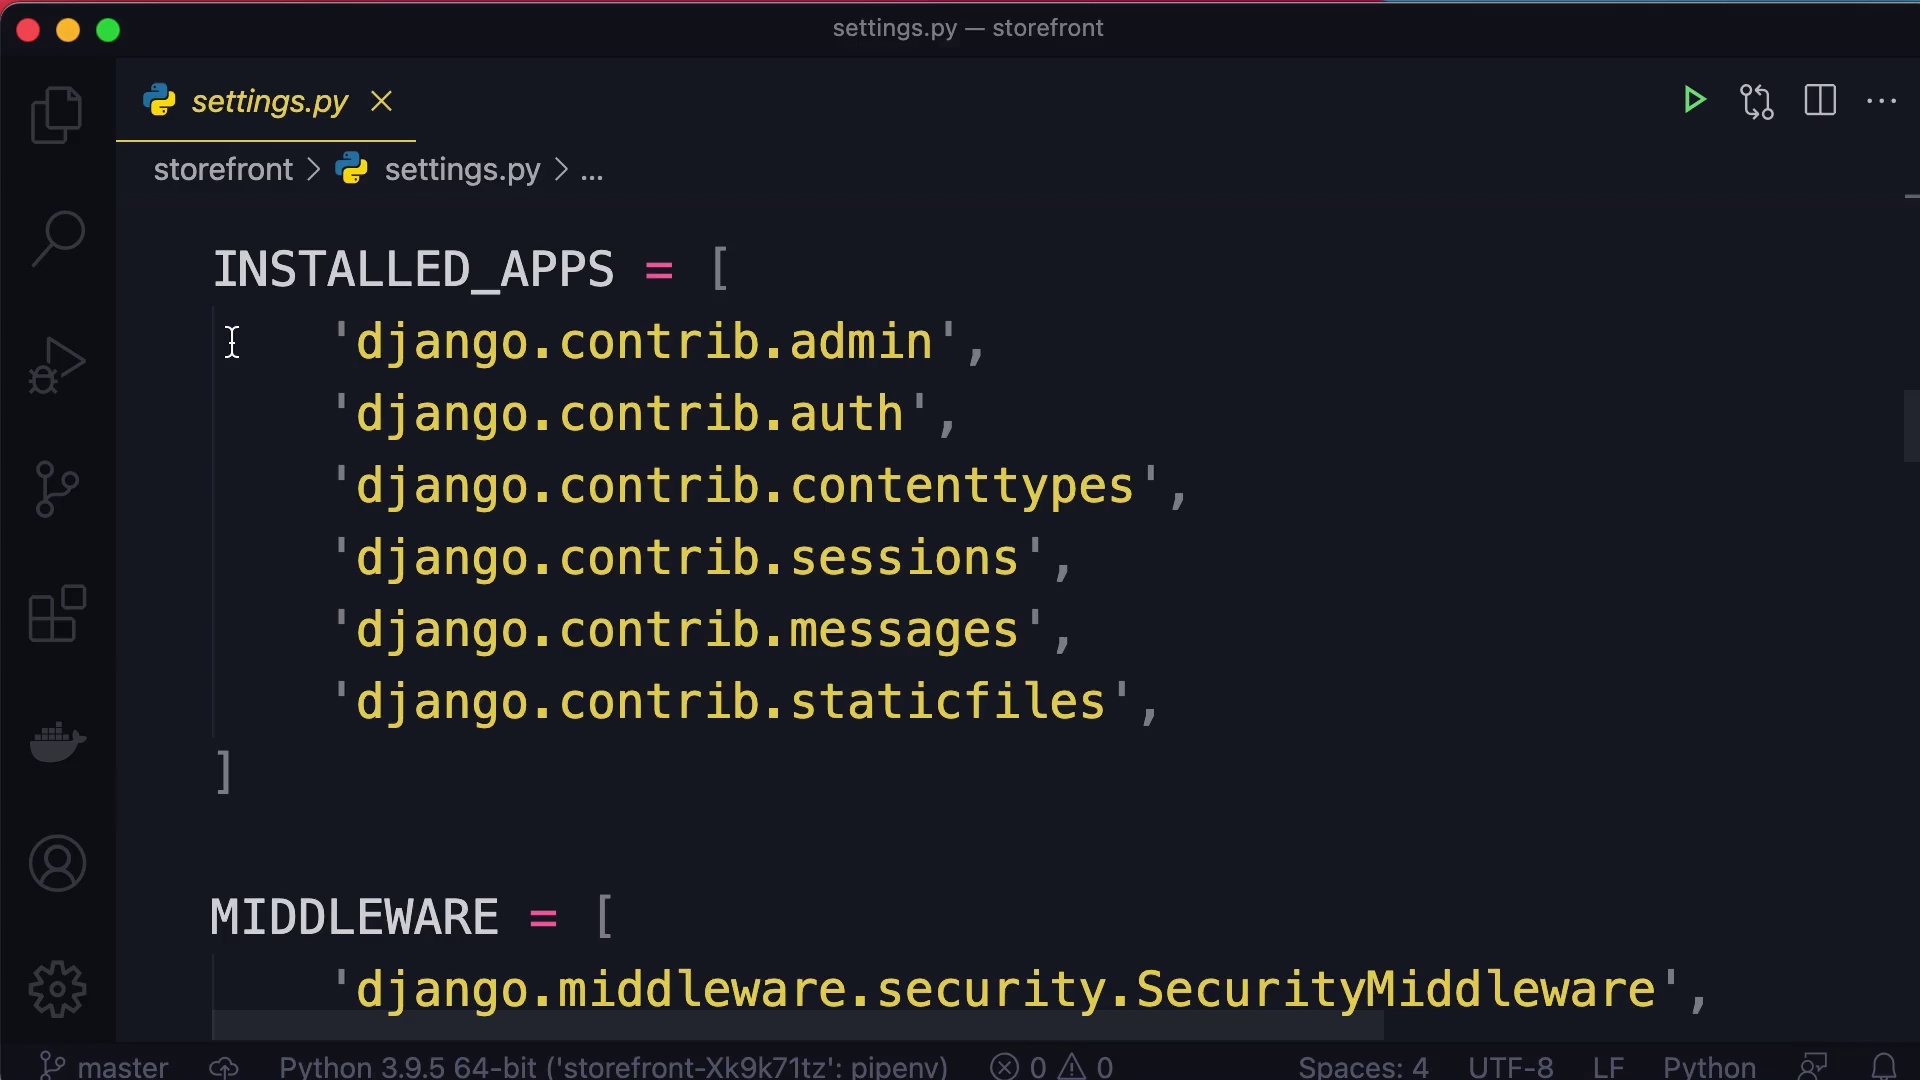 settings.py — storefront
settings.py
storefront > settings.py > ...
INSTALLED_APPS = [
    'django.contrib.admin',
    'django.contrib.auth',
    'django.contrib.contenttypes',
    'django.contrib.sessions',
    'django.contrib.messages',
    'django.contrib.staticfiles',
]
MIDDLEWARE = [
    'django.middleware.security.SecurityMiddleware',
master Python 3.9.5 64-bit ('storefront-Xk9k71tz': pipenv) 0 0 Spaces: 4 UTF-8 LF Python